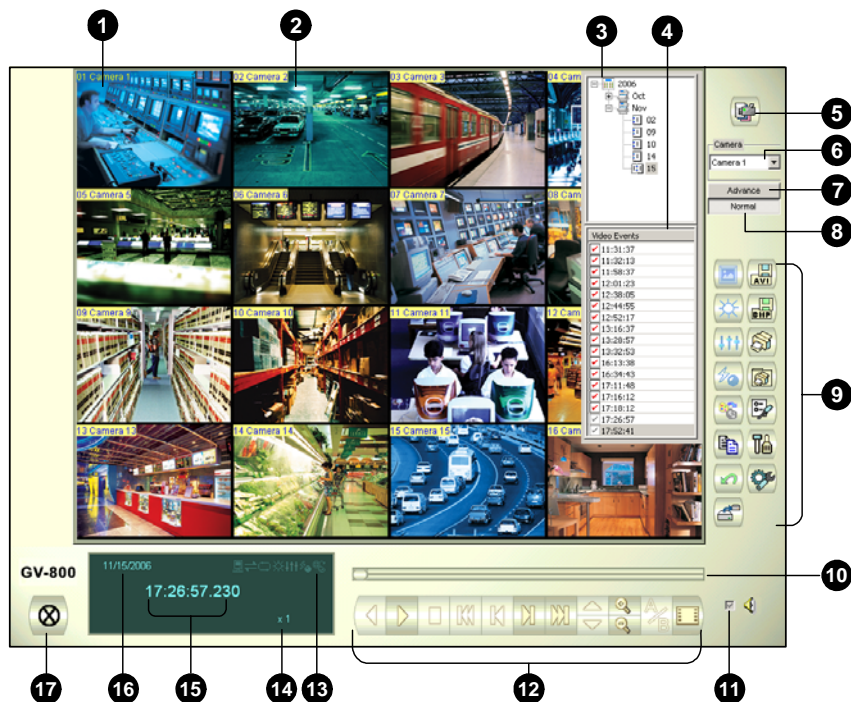 1
2
3
4
01 Camera 1
02 Camera 2
03 Camera 3
04 Cam
2006
Oct
Nov
02
09
10
14
15
5
Camera
6
Camera 1
7
Advance
8
Normal
05 Camera 5
06 Camera 6
07 Camera 7
08 Came
Video Events
11:31:37
11:32:13
11:58:37
12:01:23
12:38:05
12:44:55
12:52:17
13:16:37
13:28:57
13:32:53
16:13:38
16:34:43
17:11:48
17:16:12
17:18:12
17:26:57
17:52:41
AVI
BMP
9
09 Camera 9
10 Camera 10
11 Camera 11
12 Came
13 Camera 13
14 Camera 14
15 Camera 15
16 Came
GV-800
11/15/2006
17:26:57.230
x 1
10
A/B
17
16
15
14
13
12
11